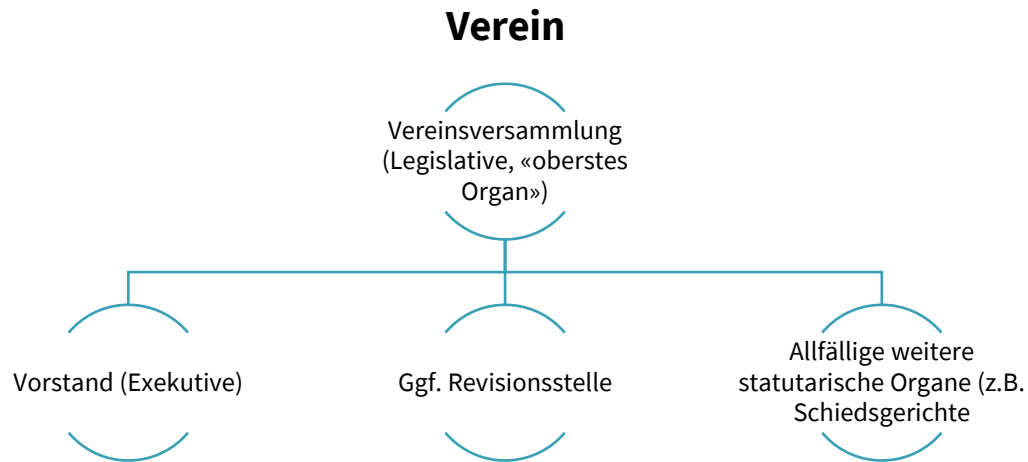 Verein
Vereinsversammlung
(Legislative, «oberstes
Organ»)
Vorstand (Exekutive)
Ggf. Revisionsstelle
Allfällige weitere
statutarische Organe (z.B.
Schiedsgerichte